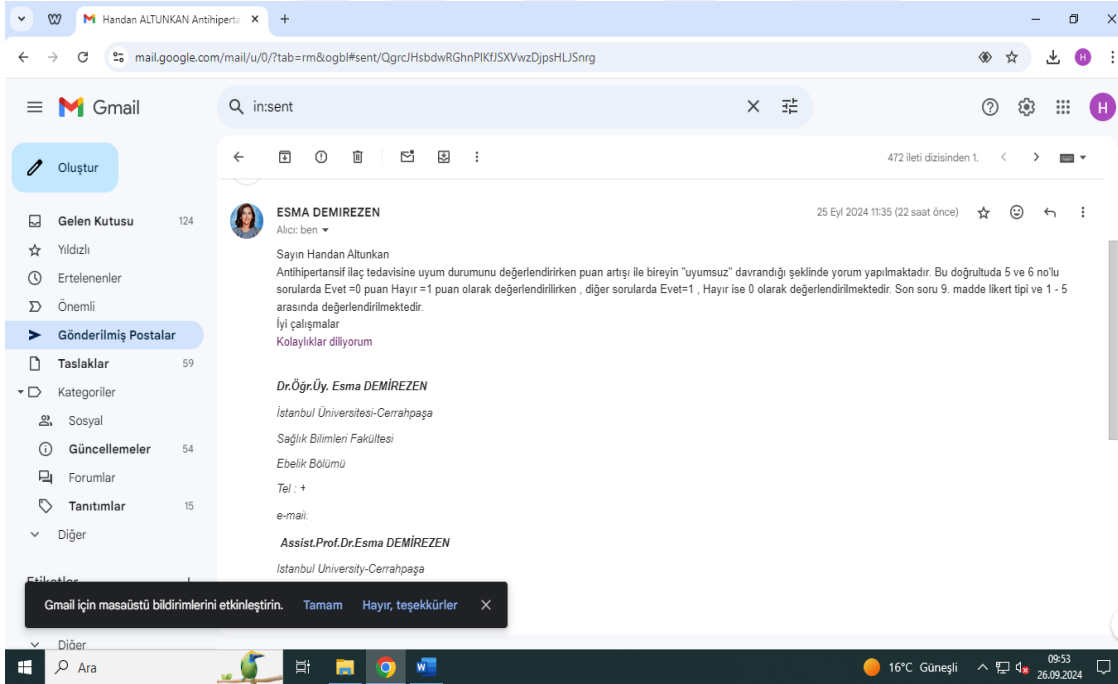 Handan ALTUNKAN Antihiperta
mail.google.com/mail/u/0/?tab=rm&ogbl#sent/QgrcJHsbdwRGhnPlKfJSXVwzDjpsHLJSnrg
H
Gmail
in:sent
H
Oluştur
472 ileti dizisinden 1.
Gelen Kutusu 124
Yıldızlı
Ertelenenler
Önemli
Gönderilmiş Postalar
Taslaklar 59
Kategoriler
Sosyal
Güncellemeler 54
Forumlar
Tanıtımlar 15
Diğer
Etiketler +
Diğer
ESMA DEMIREZEN
25 Eyl 2024 11:35 (22 saat önce)
Alıcı: ben
Sayın Handan Altunkan
Antihipertansif ilaç tedavisine uyum durumunu değerlendirirken puan artışı ile bireyin "uyumsuz" davrandığı şeklinde yorum yapılmaktadır. Bu doğrultuda 5 ve 6 no'lu
sorularda Evet =0 puan Hayır =1 puan olarak değerlendirilirken , diğer sorularda Evet=1 , Hayır ise 0 olarak değerlendirilmektedir. Son soru 9. madde likert tipi ve 1 - 5
arasında değerlendirilmektedir.
İyi çalışmalar
Kolaylıklar diliyorum
Dr.Öğr.Üy. Esma DEMİREZEN
İstanbul Üniversitesi-Cerrahpaşa
Sağlık Bilimleri Fakültesi
Ebelik Bölümü
Tel : +
e-mail:
Assist.Prof.Dr.Esma DEMİREZEN
Istanbul University-Cerrahpaşa
Gmail için masaüstü bildirimlerini etkinleştirin. Tamam Hayır, teşekkürler
Ara
16°C Güneşli
09:53
26.09.2024